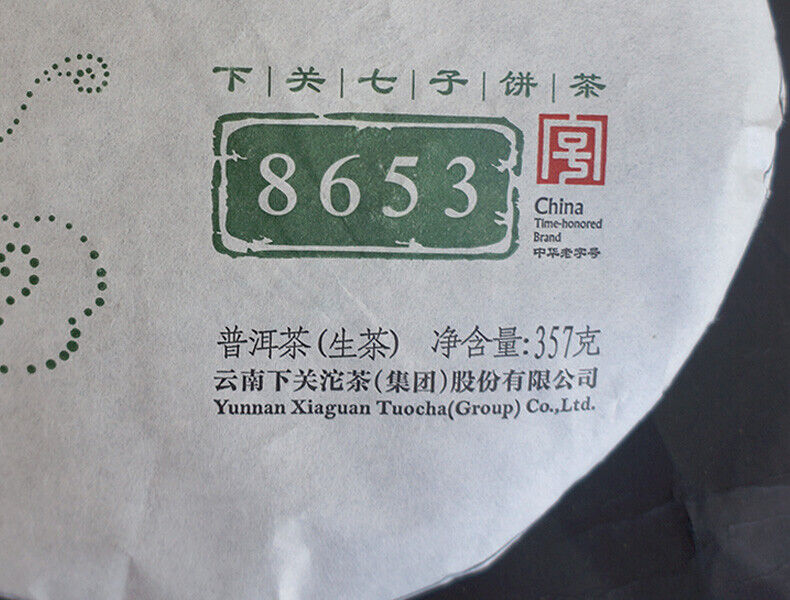 下|关|七|子|饼|茶
8653
China
Time-honored
Brand
中华老字号
普洱茶(生茶) 净含量:357克
云南下关沱茶(集团)股份有限公司
Yunnan Xiaguan Tuocha(Group) Co.,Ltd.